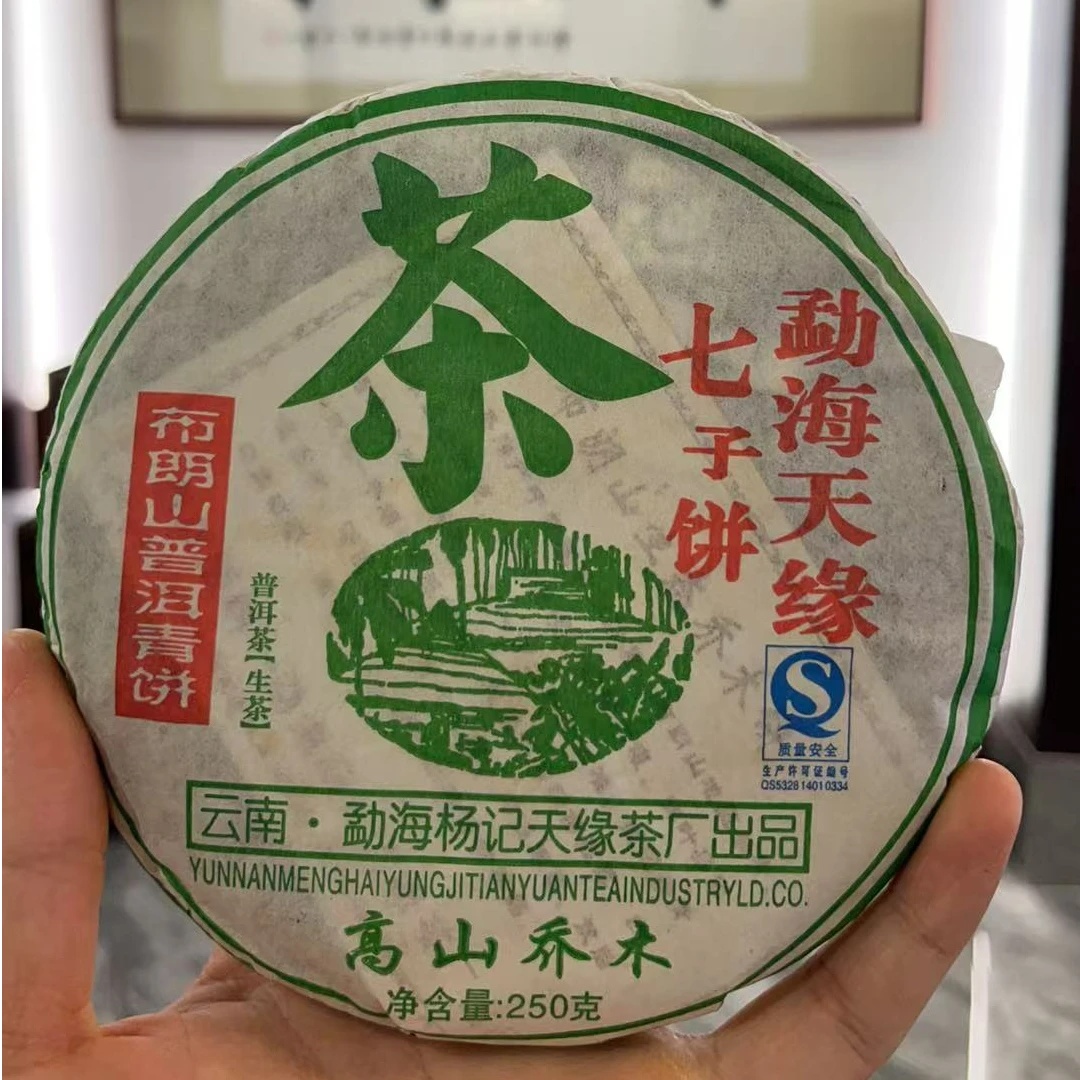 茶
勐海天缘
七子饼
布朗山普洱青饼
普洱茶【生茶】
质量安全
生产许可证编号
QS5328 1401 0334
云南·勐海杨记天缘茶厂出品
YUNNANMENGHAIYUNGJITIANYUANTEAINDUSTRYLD.CO.
高山乔木
净含量:250克